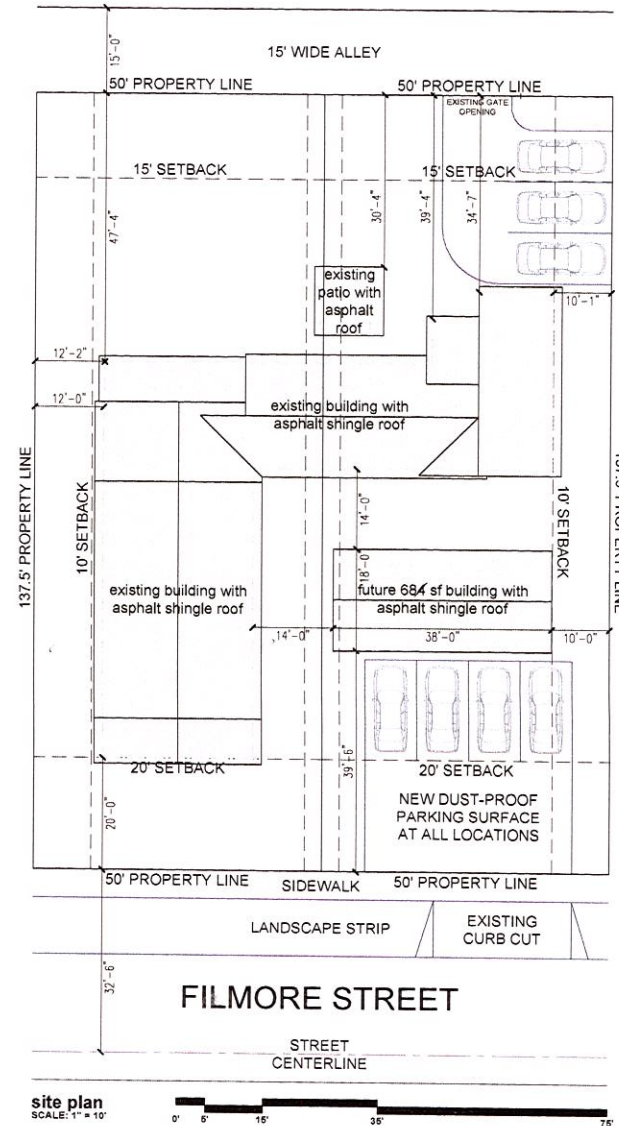 15'-0"
15' WIDE ALLEY
50' PROPERTY LINE
50' PROPERTY LINE
EXISTING GATE
OPENING
15' SETBACK
15' SETBACK
47'-4"
30'-4"
39'-4"
34'-7"
existing
patio with
asphalt
roof
10'-1"
12'-2"
12'-0"
existing building with
asphalt shingle roof
137.5' PROPERTY LINE
10' SETBACK
10' SETBACK
PROPERTY LINE
14'-0"
18'-0"
existing building with
asphalt shingle roof
future 684 sf building with
asphalt shingle roof
14'-0"
38'-0"
10'-0"
39'-6"
20' SETBACK
20' SETBACK
20'-0"
NEW DUST-PROOF
PARKING SURFACE
AT ALL LOCATIONS
50' PROPERTY LINE
SIDEWALK
50' PROPERTY LINE
LANDSCAPE STRIP
EXISTING
CURB CUT
32'-6"
FILMORE STREET
STREET
CENTERLINE
site plan
SCALE: 1" = 10'
0' 5' 15' 35' 75'